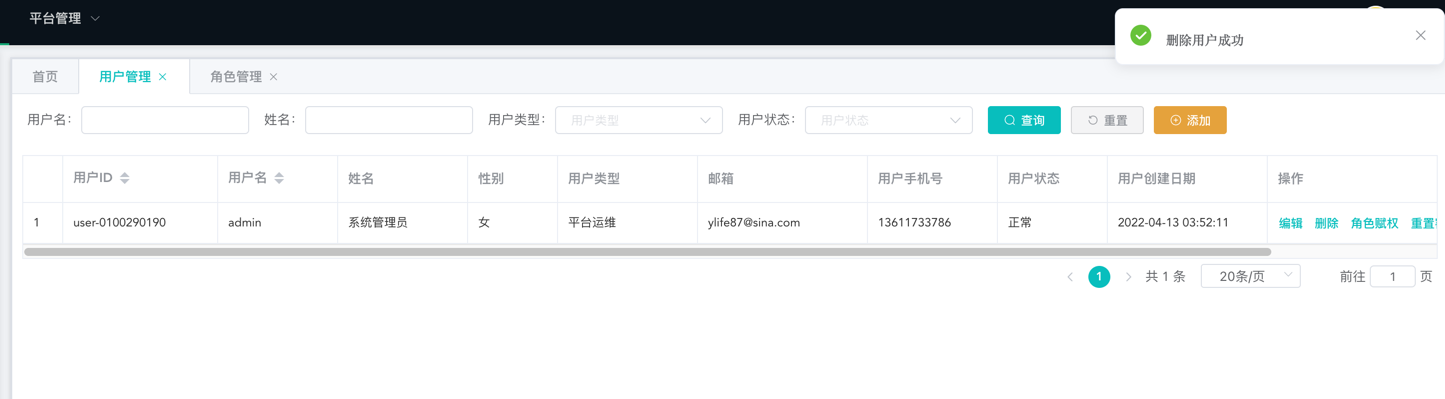 平台管理
删除用户成功
首页 用户管理 角色管理
用户名: 姓名: 用户类型: 用户类型 用户状态: 用户状态 查询 重置 添加
用户ID 用户名 姓名 性别 用户类型 邮箱 用户手机号 用户状态 用户创建日期 操作
1 user-0100290190 admin 系统管理员 女 平台运维 ylife87@sina.com 13611733786 正常 2022-04-13 03:52:11 编辑 删除 角色赋权 重置
1 共 1 条 20条/页 前往 1 页